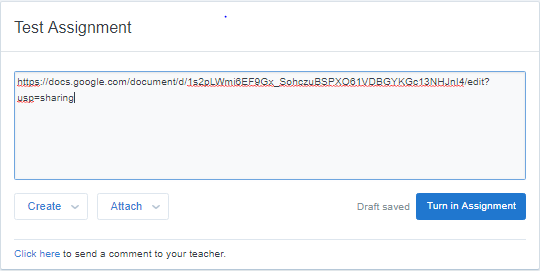 Test Assignment
https://docs.google.com/document/d/1s2pLWmi6EF9Gx_SohczuBSPXO61VDBGYKGc13NHJnI4/edit?
usp=sharing
Create Attach Draft saved Turn in Assignment
Click here to send a comment to your teacher.